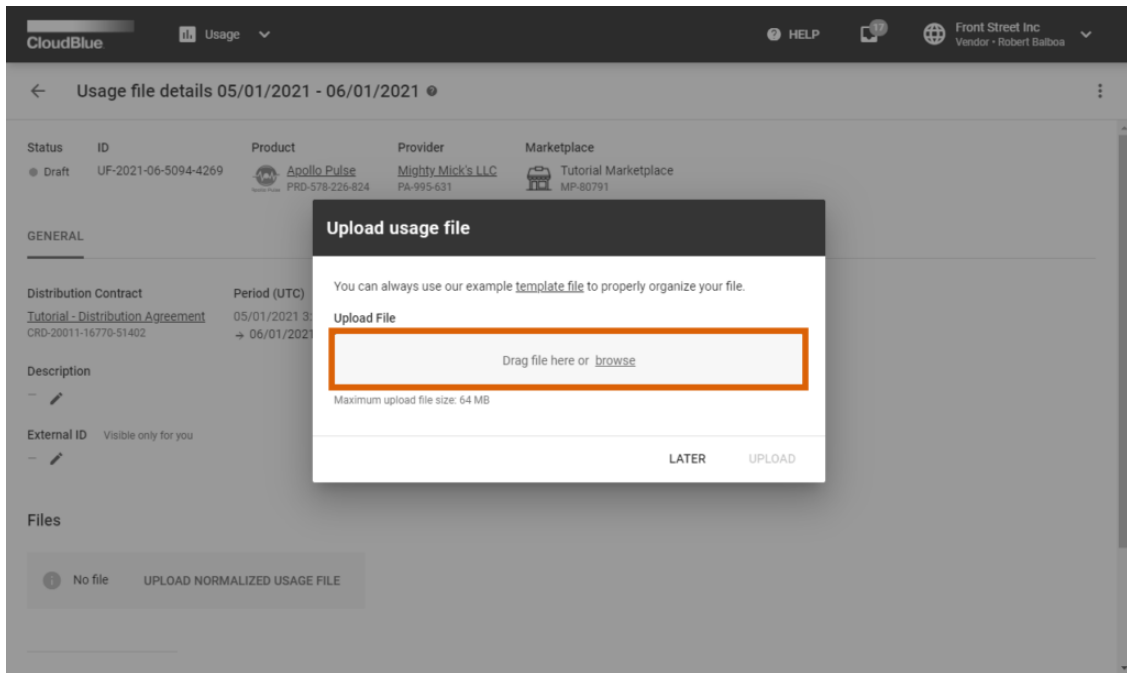 CloudBlue
Usage
HELP
17
Front Street Inc
Vendor • Robert Balboa
Usage file details 05/01/2021 - 06/01/2021
Status
ID
Product
Provider
Marketplace
Draft
UF-2021-06-5094-4269
Apollo Pulse
PRD-578-226-824
Mighty Mick's LLC
PA-995-631
Tutorial Marketplace
MP-80791
GENERAL
Upload usage file
You can always use our example template file to properly organize your file.
Upload File
Drag file here or browse
Maximum upload file size: 64 MB
LATER
UPLOAD
Distribution Contract
Tutorial - Distribution Agreement
CRD-20011-16770-51402
Period (UTC)
05/01/2021 3:
→ 06/01/2021
Description
–
External ID
Visible only for you
–
Files
No file
UPLOAD NORMALIZED USAGE FILE